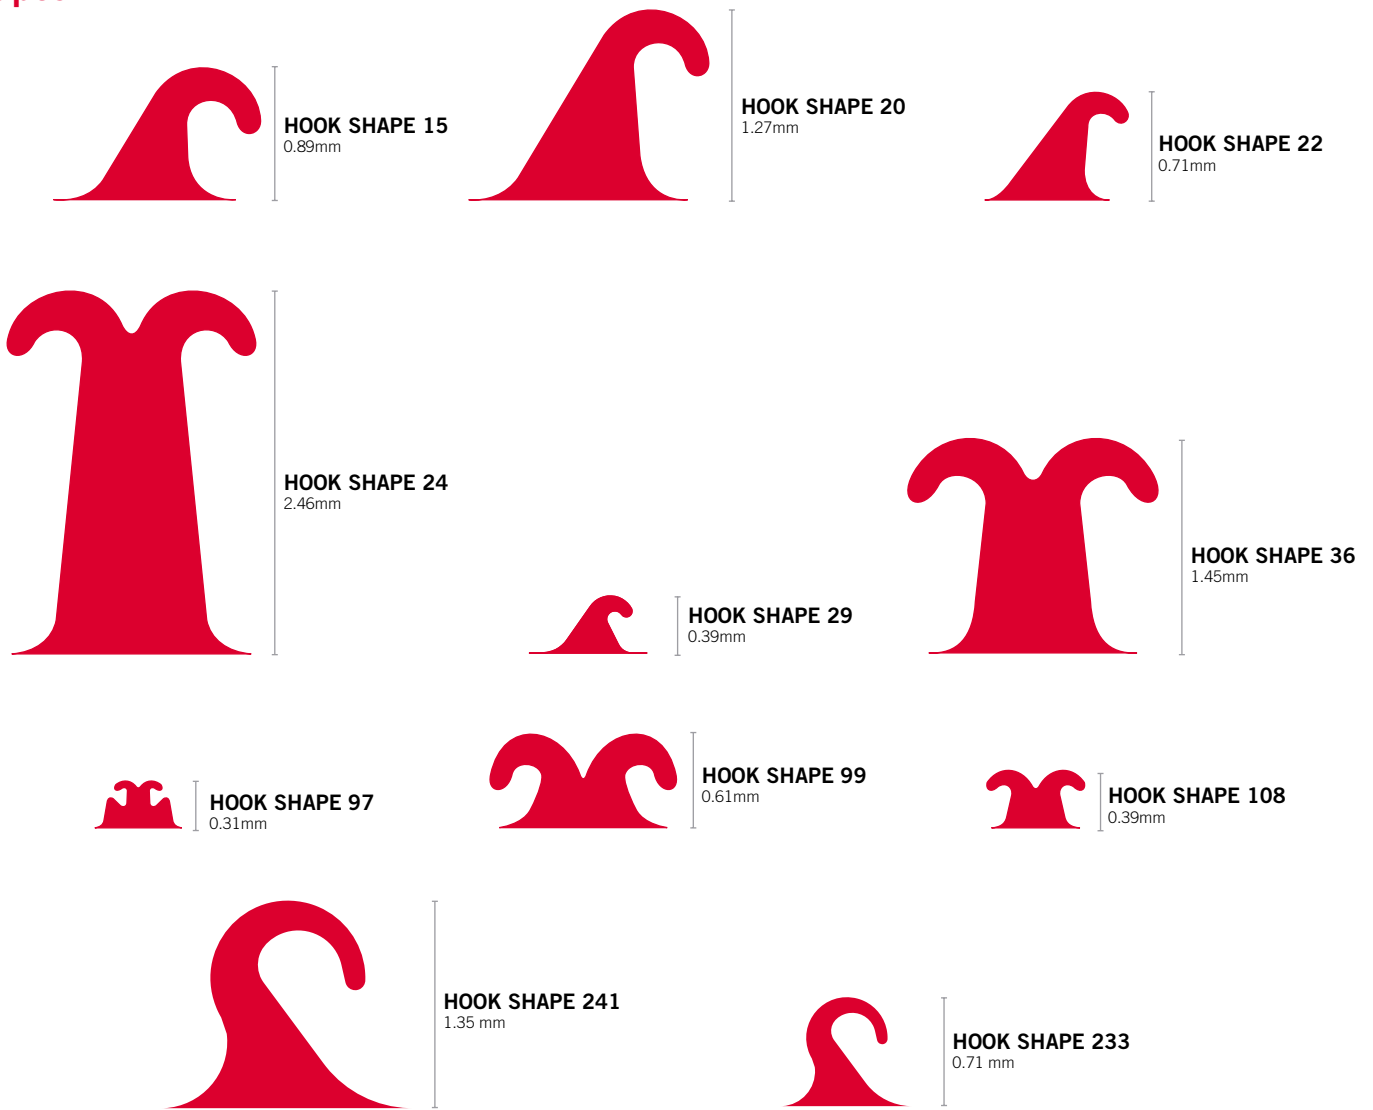 HOOK SHAPE 15
0.89mm
HOOK SHAPE 20
1.27mm
HOOK SHAPE 22
0.71mm
HOOK SHAPE 24
2.46mm
HOOK SHAPE 29
0.39mm
HOOK SHAPE 36
1.45mm
HOOK SHAPE 97
0.31mm
HOOK SHAPE 99
0.61mm
HOOK SHAPE 108
0.39mm
HOOK SHAPE 241
1.35 mm
HOOK SHAPE 233
0.71 mm